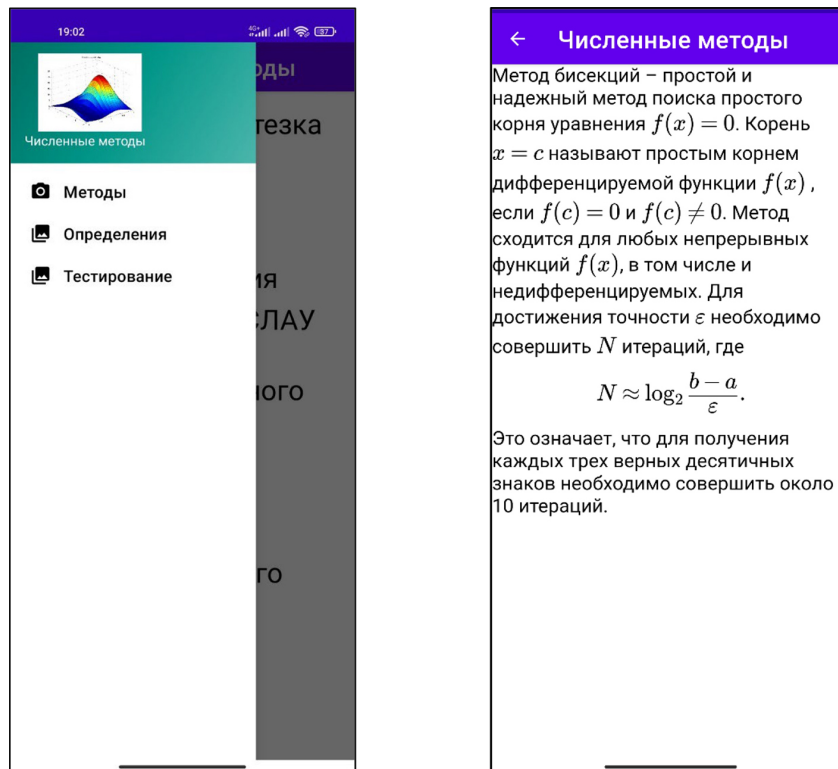 19:02
4G+
87
Численные методы
Методы
Определения
Тестирование
оды
тезка
ия
СЛАУ
ного
го
← Численные методы
Метод бисекций – простой и
надежный метод поиска простого
корня уравнения f(x) = 0. Корень
x = c называют простым корнем
дифференцируемой функции f(x) ,
если f(c) = 0 и f(c) ≠ 0. Метод
сходится для любых непрерывных
функций f(x), в том числе и
недифференцируемых. Для
достижения точности ε необходимо
совершить N итераций, где
N ≈ log₂ (b − a)/ε.
Это означает, что для получения
каждых трех верных десятичных
знаков необходимо совершить около
10 итераций.